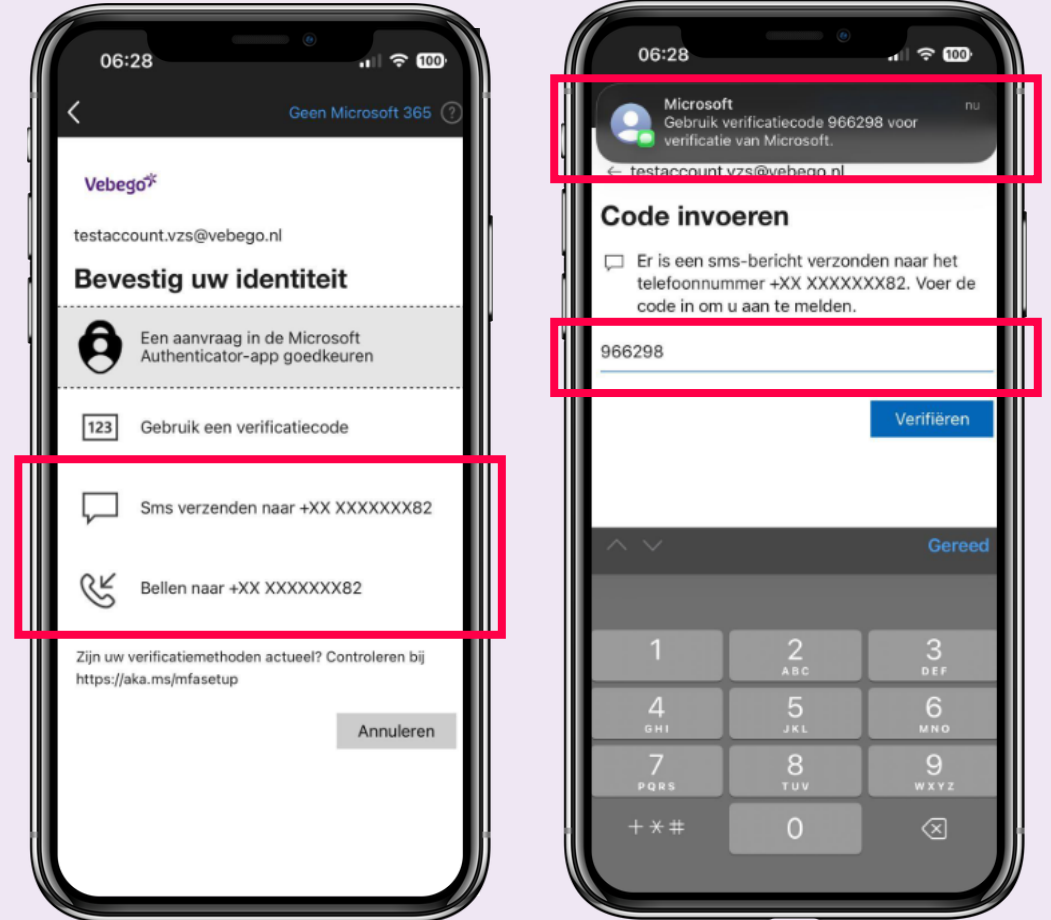 06:28
100
Geen Microsoft 365 ?
Vebego
testaccount.vzs@vebego.nl
Bevestig uw identiteit
Een aanvraag in de Microsoft
Authenticator-app goedkeuren
123
Gebruik een verificatiecode
Sms verzenden naar +XX XXXXXXX82
Bellen naar +XX XXXXXXX82
Zijn uw verificatiemethoden actueel? Controleren bij
https://aka.ms/mfasetup
Annuleren
06:28
100
Microsoft
nu
Gebruik verificatiecode 966298 voor
verificatie van Microsoft.
← testaccount.vzs@vebego.nl
Code invoeren
Er is een sms-bericht verzonden naar het
telefoonnummer +XX XXXXXXX82. Voer de
code in om u aan te melden.
966298
Verifiëren
Gereed
1 2 3
ABC DEF
4 5 6
GHI JKL MNO
7 8 9
PQRS TUV WXYZ
+*# 0